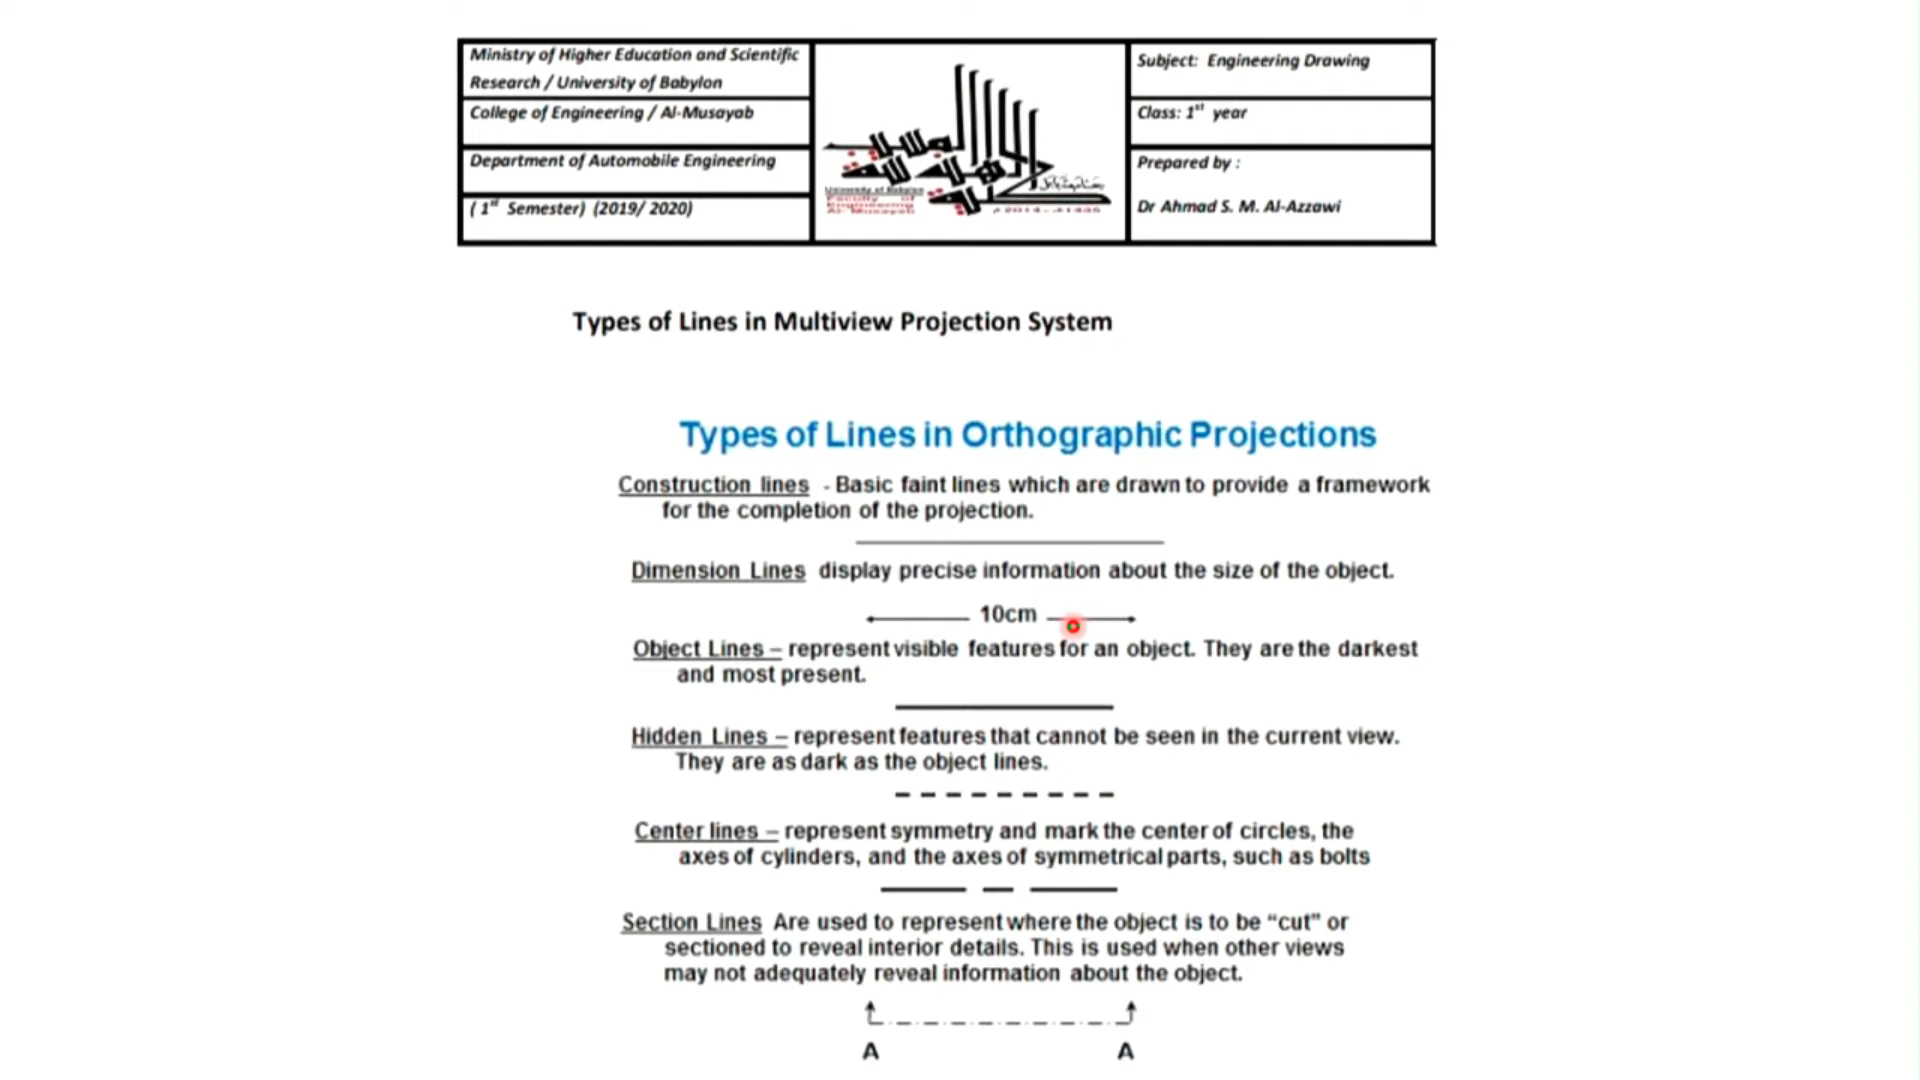 Ministry of Higher Education and Scientific
Research / University of Babylon
College of Engineering / Al-Musayab
Department of Automobile Engineering
( 1st Semester) (2019/ 2020)
University of Babylon
Faculty of
Engineering
Al- Musayab
Subject: Engineering Drawing
Class: 1st year
Prepared by :
Dr Ahmad S. M. Al-Azzawi
Types of Lines in Multiview Projection System
Types of Lines in Orthographic Projections
Construction lines - Basic faint lines which are drawn to provide a framework
for the completion of the projection.
Dimension Lines display precise information about the size of the object.
10cm
Object Lines – represent visible features for an object. They are the darkest
and most present.
Hidden Lines – represent features that cannot be seen in the current view.
They are as dark as the object lines.
Center lines – represent symmetry and mark the center of circles, the
axes of cylinders, and the axes of symmetrical parts, such as bolts
Section Lines Are used to represent where the object is to be “cut” or
sectioned to reveal interior details. This is used when other views
may not adequately reveal information about the object.
A A